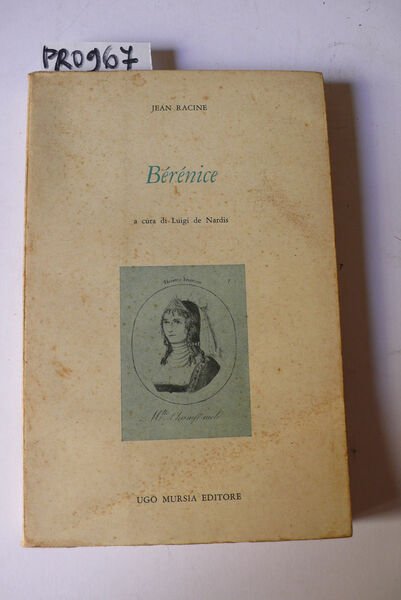 PR0967
JEAN RACINE
Bérénice
a cura di Luigi de Nardis
UGO MURSIA EDITORE